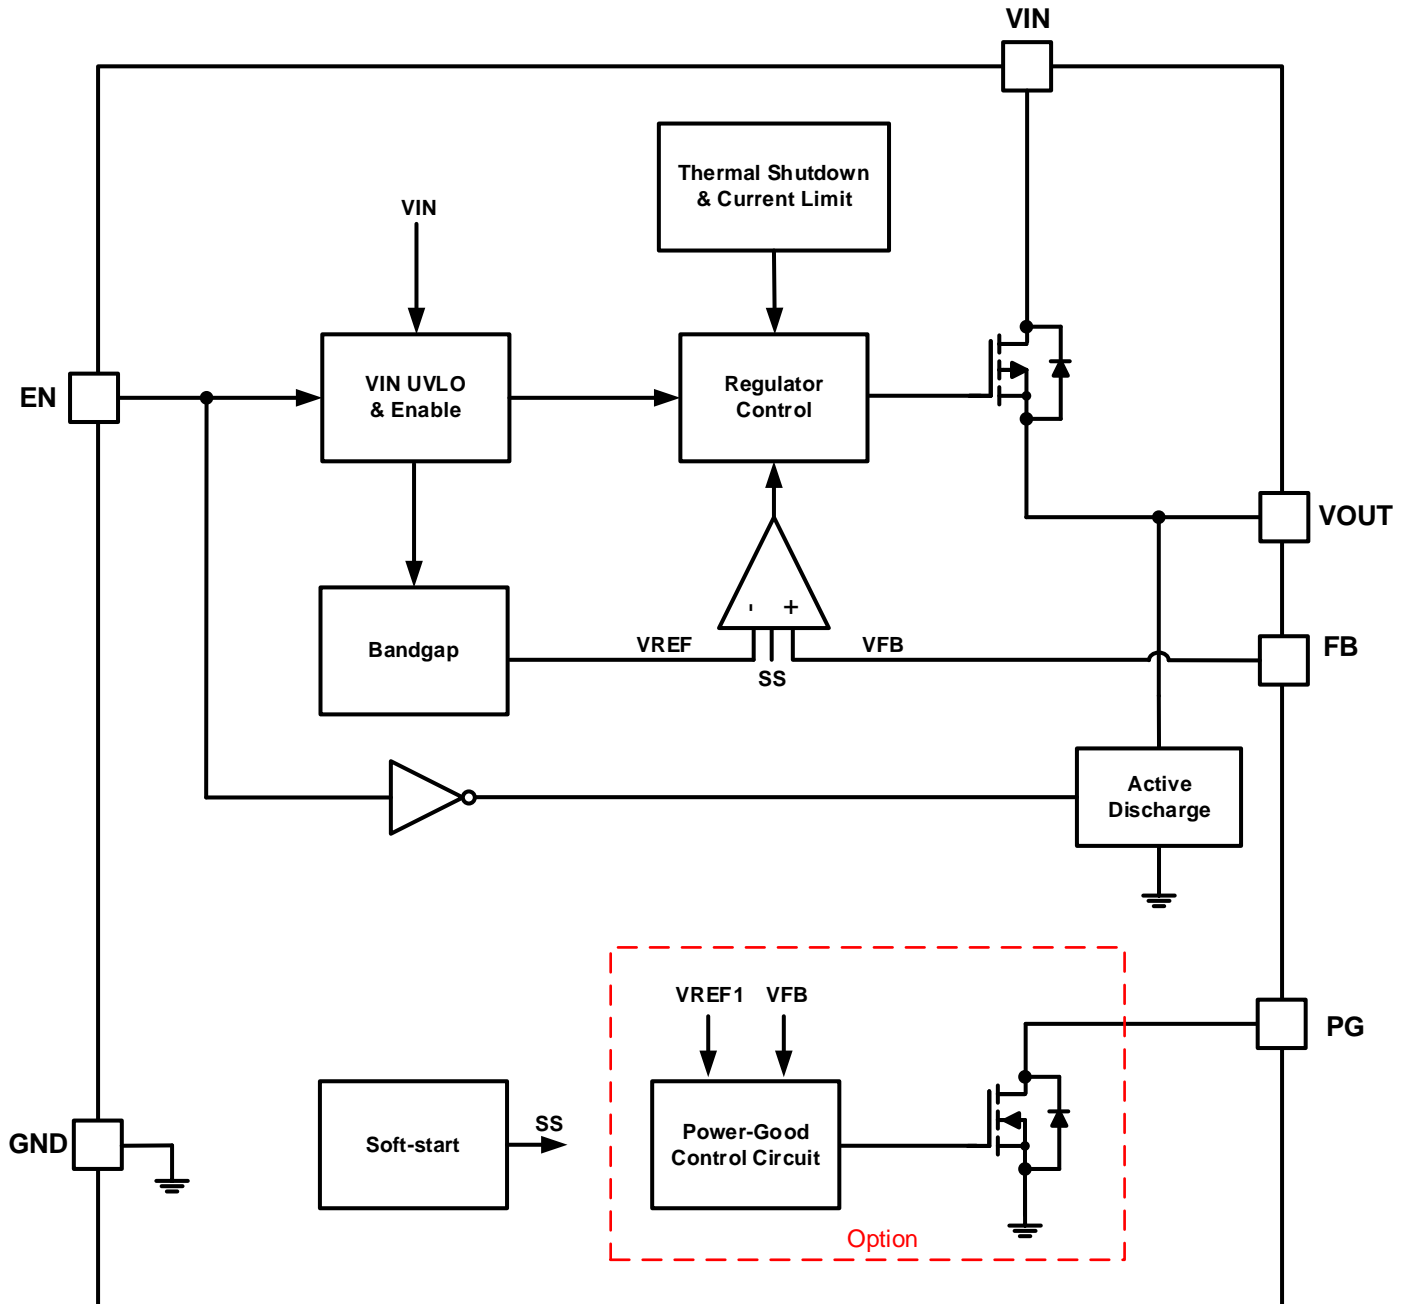 VIN
Thermal Shutdown
& Current Limit
VIN
EN
VIN UVLO
& Enable
Regulator
Control
VOUT
- +
Bandgap
VREF
SS
VFB
FB
Active
Discharge
VREF1
VFB
PG
GND
Soft-start
SS
Power-Good
Control Circuit
Option